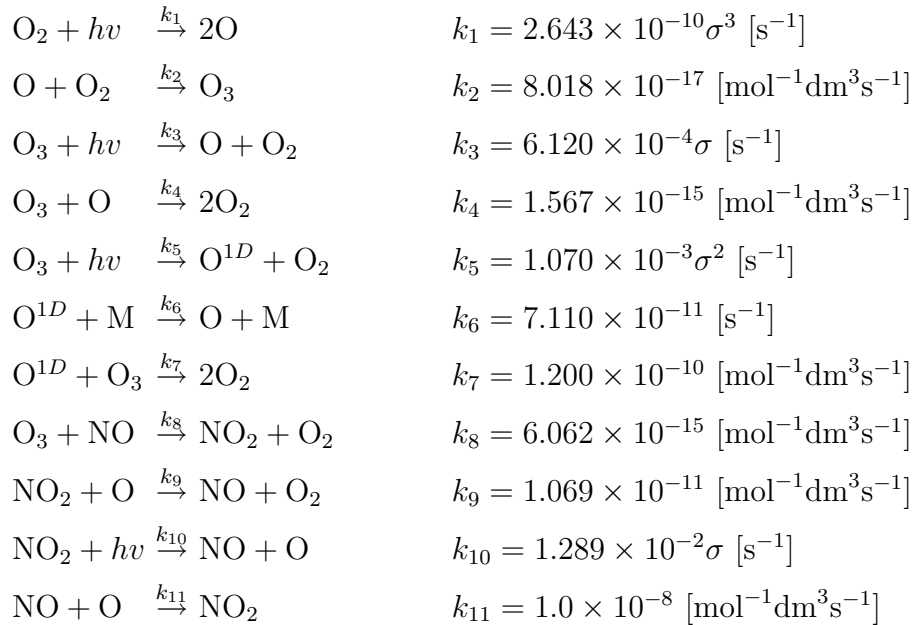 O₂ + hv →(k₁) 2O k₁ = 2.643 × 10⁻¹⁰σ³ [s⁻¹]
O + O₂ →(k₂) O₃ k₂ = 8.018 × 10⁻¹⁷ [mol⁻¹dm³s⁻¹]
O₃ + hv →(k₃) O + O₂ k₃ = 6.120 × 10⁻⁴σ [s⁻¹]
O₃ + O →(k₄) 2O₂ k₄ = 1.567 × 10⁻¹⁵ [mol⁻¹dm³s⁻¹]
O₃ + hv →(k₅) O¹ᴰ + O₂ k₅ = 1.070 × 10⁻³σ² [s⁻¹]
O¹ᴰ + M →(k₆) O + M k₆ = 7.110 × 10⁻¹¹ [s⁻¹]
O¹ᴰ + O₃ →(k₇) 2O₂ k₇ = 1.200 × 10⁻¹⁰ [mol⁻¹dm³s⁻¹]
O₃ + NO →(k₈) NO₂ + O₂ k₈ = 6.062 × 10⁻¹⁵ [mol⁻¹dm³s⁻¹]
NO₂ + O →(k₉) NO + O₂ k₉ = 1.069 × 10⁻¹¹ [mol⁻¹dm³s⁻¹]
NO₂ + hv →(k₁₀) NO + O k₁₀ = 1.289 × 10⁻²σ [s⁻¹]
NO + O →(k₁₁) NO₂ k₁₁ = 1.0 × 10⁻⁸ [mol⁻¹dm³s⁻¹]